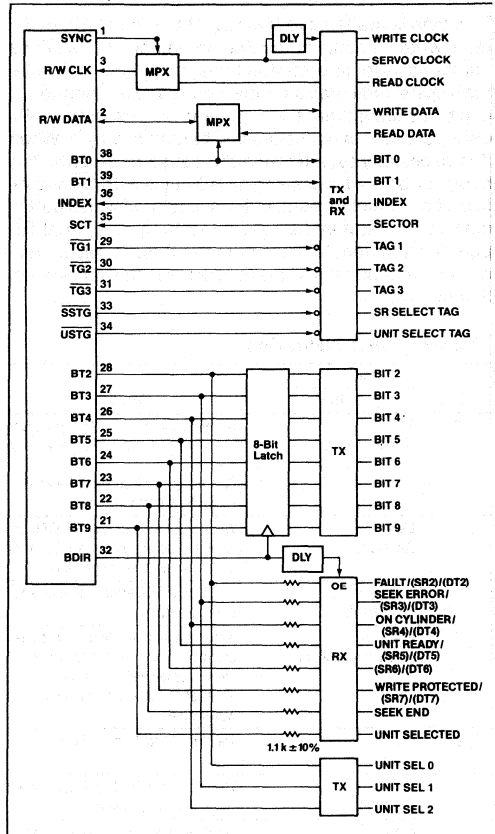 SYNC 1 DLY WRITE CLOCK
SERVO CLOCK
R/W CLK 3 MPX READ CLOCK
WRITE DATA
R/W DATA 2 MPX READ DATA
BT0 38 BIT 0
BT1 39 TX and RX BIT 1
INDEX 36 INDEX
SCT 35 SECTOR
TG1 29 TAG 1
TG2 30 TAG 2
TG3 31 TAG 3
SSTG 33 SR SELECT TAG
USTG 34 UNIT SELECT TAG
BT2 28 BIT 2
BT3 27 BIT 3
BT4 26 BIT 4
BT5 25 8-Bit Latch TX BIT 5
BT6 24 BIT 6
BT7 23 BIT 7
BT8 22 BIT 8
BT9 21 BIT 9
BDIR 32 DLY
OE FAULT/(SR2)/(DT2)
SEEK ERROR/
(SR3)/(DT3)
ON CYLINDER/
(SR4)/(DT4)
RX UNIT READY/
(SR5)/(DT5)
(SR6)/(DT6)
WRITE PROTECTED/
(SR7)/(DT7)
SEEK END
UNIT SELECTED
1.1 k ± 10%
UNIT SEL 0
TX UNIT SEL 1
UNIT SEL 2